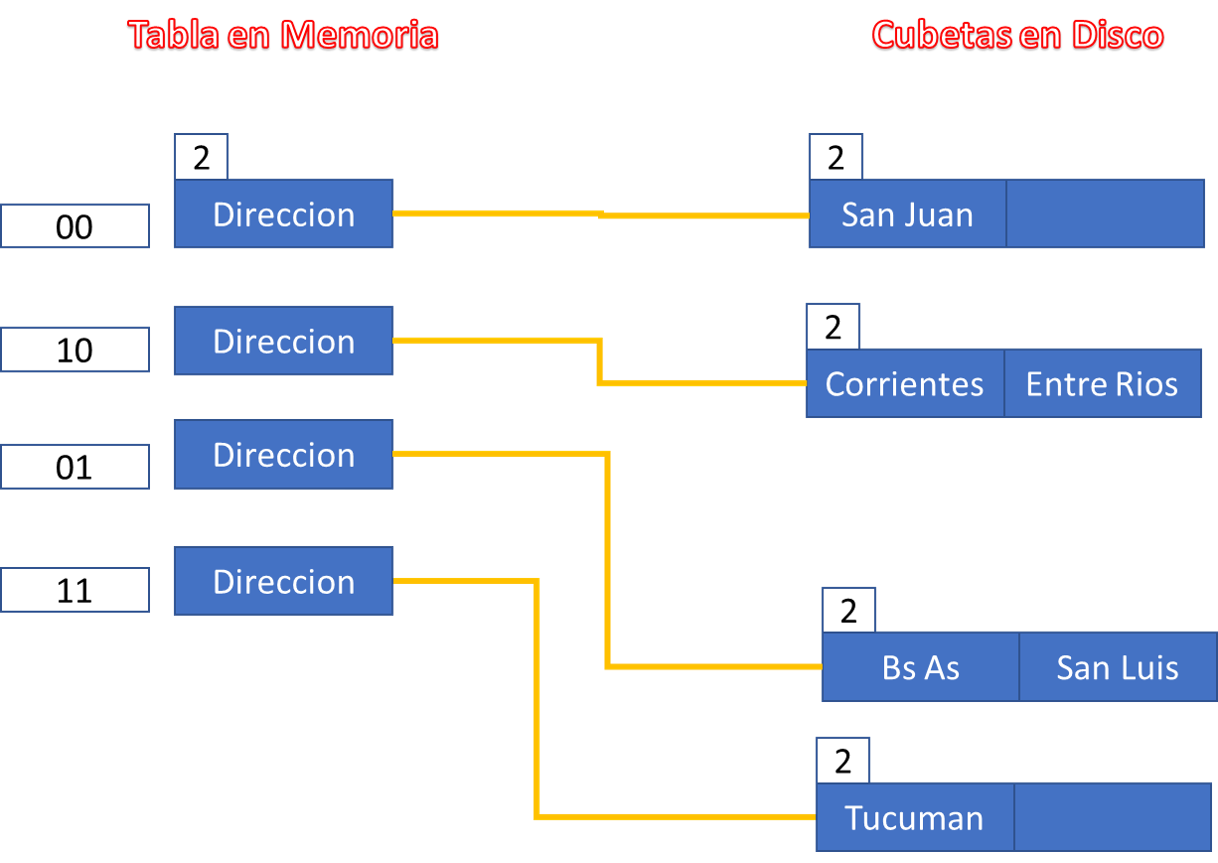 Tabla en Memoria
Cubetas en Disco
2
2
00
Direccion
San Juan
2
10
Direccion
Corrientes
Entre Rios
01
Direccion
11
Direccion
2
Bs As
San Luis
2
Tucuman